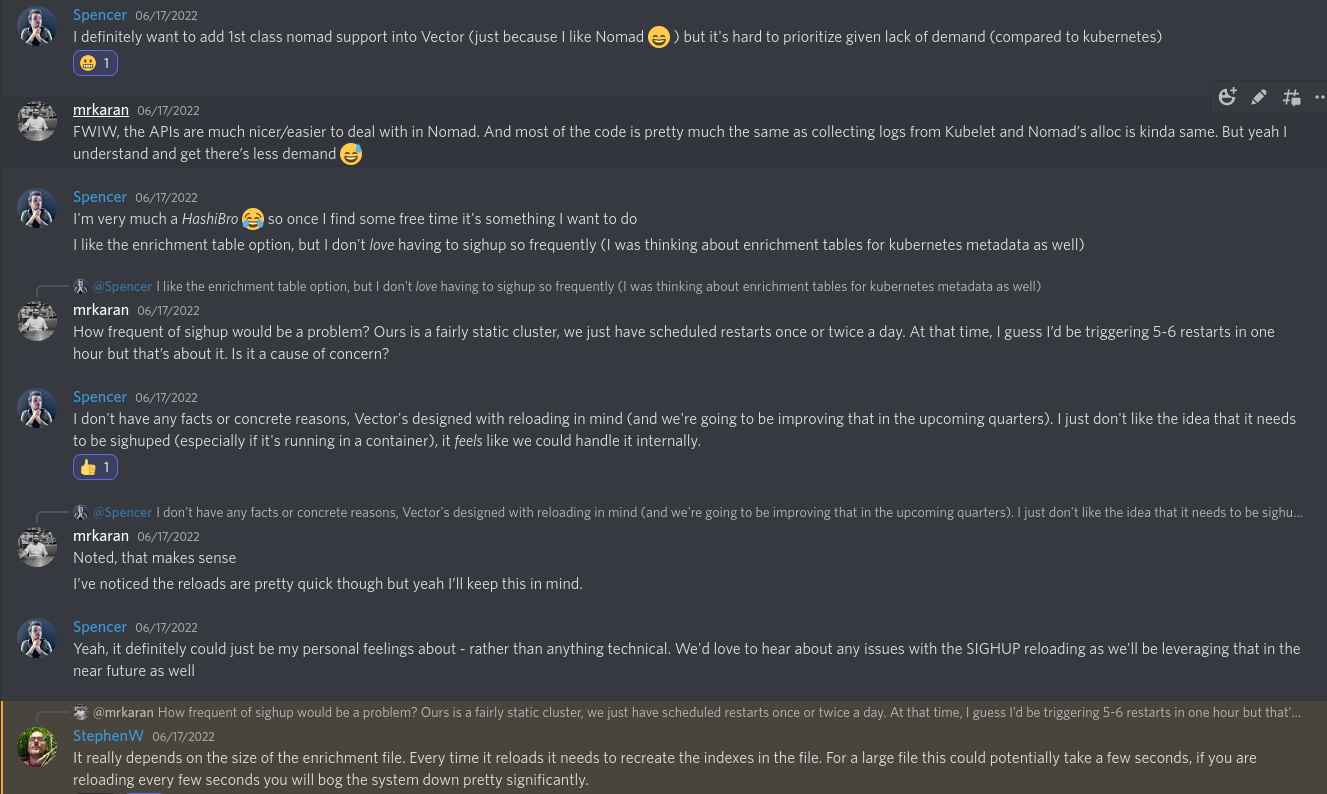 Spencer 06/17/2022
I definitely want to add 1st class nomad support into Vector (just because I like Nomad 😄 ) but it's hard to prioritize given lack of demand (compared to kubernetes)
😬 1
mrkaran 06/17/2022
FWIW, the APIs are much nicer/easier to deal with in Nomad. And most of the code is pretty much the same as collecting logs from Kubelet and Nomad's alloc is kinda same. But yeah I
understand and get there's less demand 😅
Spencer 06/17/2022
I'm very much a HashiBro 😂 so once I find some free time it's something I want to do
I like the enrichment table option, but I don't love having to sighup so frequently (I was thinking about enrichment tables for kubernetes metadata as well)
@Spencer I like the enrichment table option, but I don't love having to sighup so frequently (I was thinking about enrichment tables for kubernetes metadata as well)
mrkaran 06/17/2022
How frequent of sighup would be a problem? Ours is a fairly static cluster, we just have scheduled restarts once or twice a day. At that time, I guess I'd be triggering 5-6 restarts in one
hour but that's about it. Is it a cause of concern?
Spencer 06/17/2022
I don't have any facts or concrete reasons, Vector's designed with reloading in mind (and we're going to be improving that in the upcoming quarters). I just don't like the idea that it needs
to be sighuped (especially if it's running in a container), it feels like we could handle it internally.
👍 1
@Spencer I don't have any facts or concrete reasons, Vector's designed with reloading in mind (and we're going to be improving that in the upcoming quarters). I just don't like the idea that it needs to be sighu...
mrkaran 06/17/2022
Noted, that makes sense
I've noticed the reloads are pretty quick though but yeah I'll keep this in mind.
Spencer 06/17/2022
Yeah, it definitely could just be my personal feelings about - rather than anything technical. We'd love to hear about any issues with the SIGHUP reloading as we'll be leveraging that in the
near future as well
@mrkaran How frequent of sighup would be a problem? Ours is a fairly static cluster, we just have scheduled restarts once or twice a day. At that time, I guess I'd be triggering 5-6 restarts in one hour but that'...
StephenW 06/17/2022
It really depends on the size of the enrichment file. Every time it reloads it needs to recreate the indexes in the file. For a large file this could potentially take a few seconds, if you are
reloading every few seconds you will bog the system down pretty significantly.